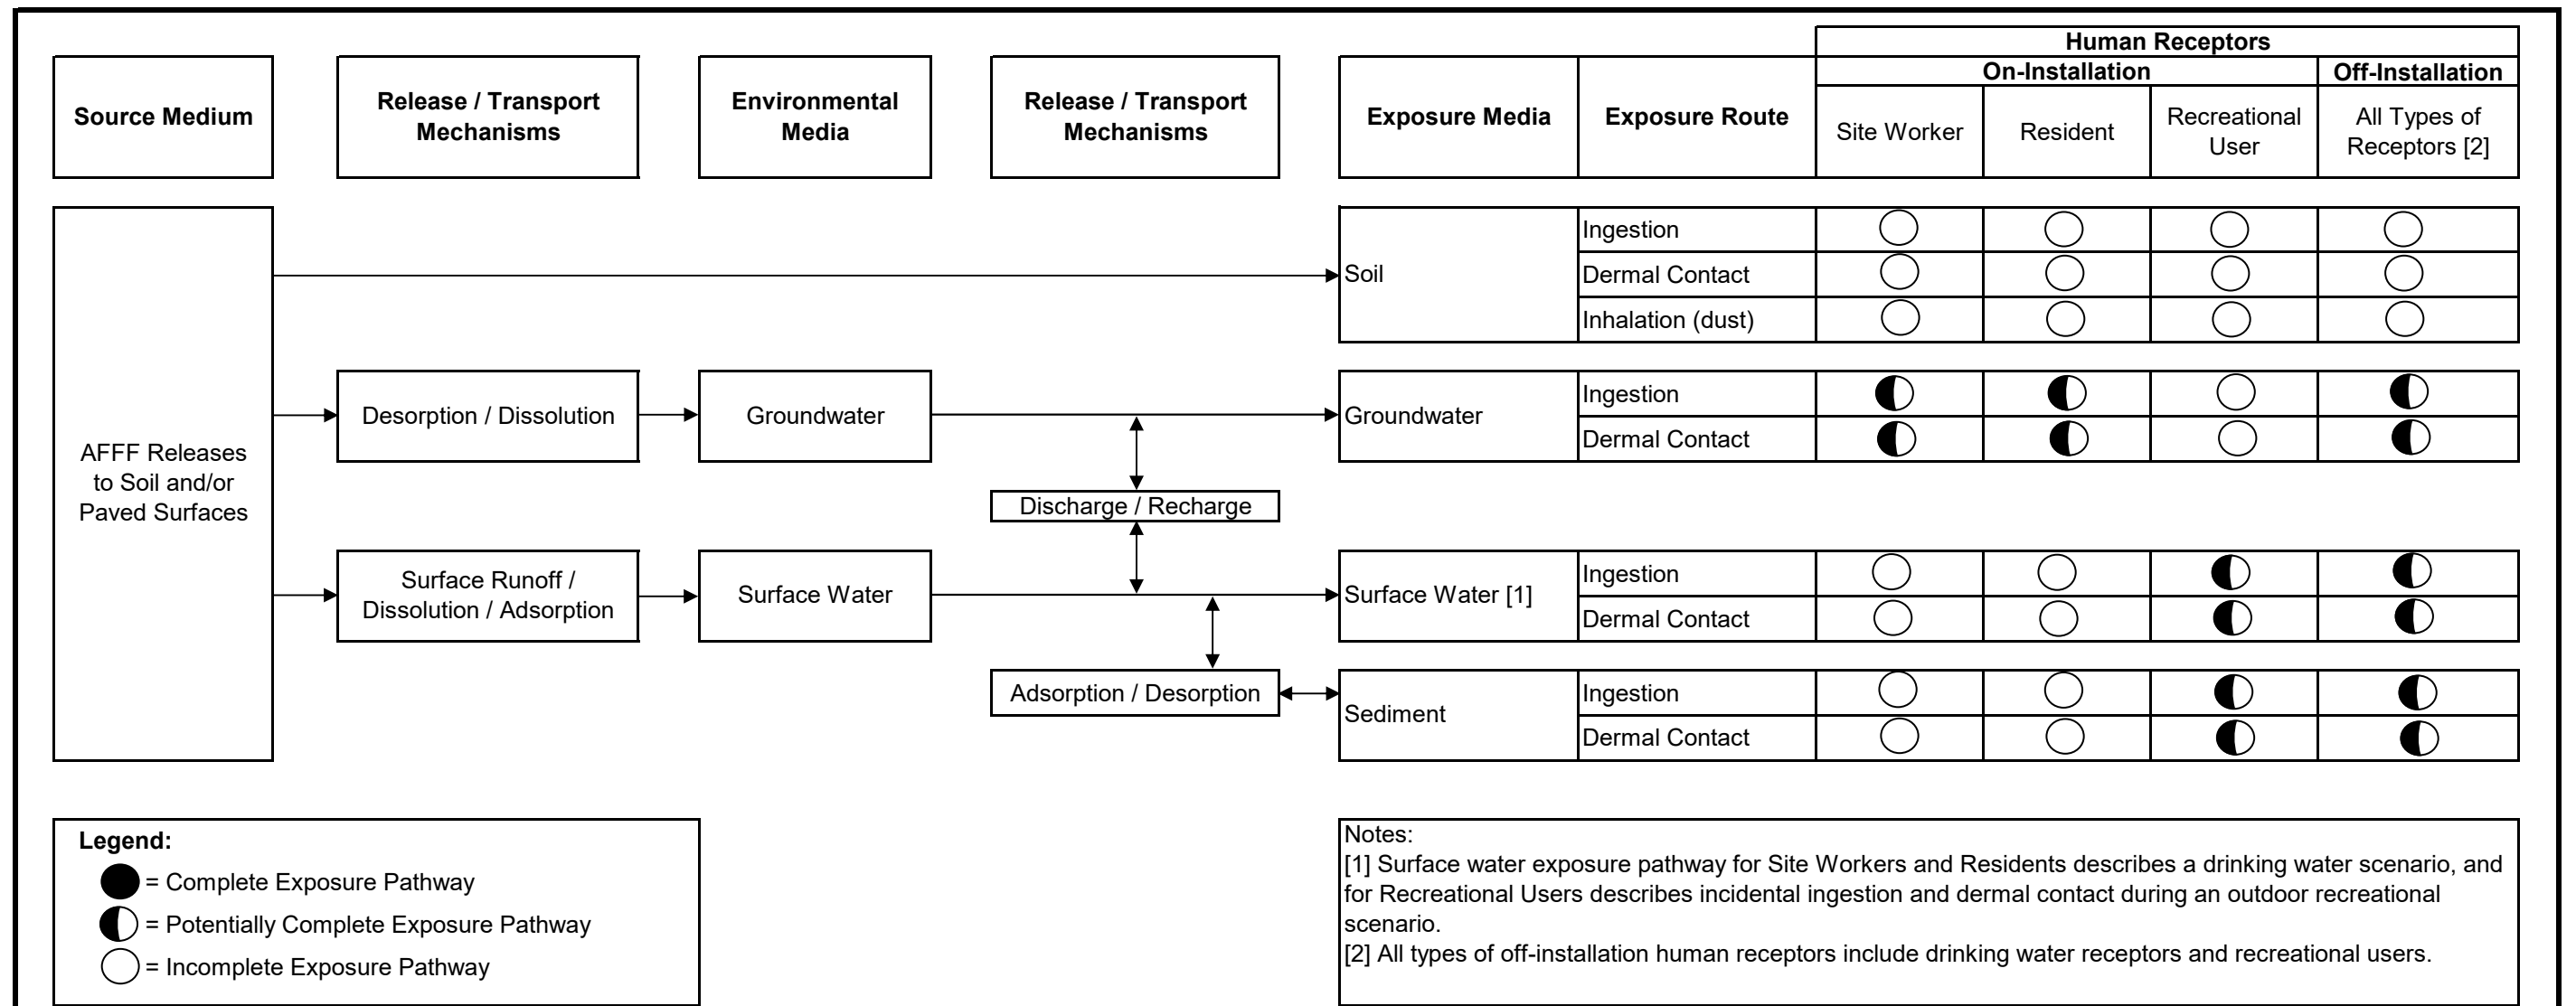 Human Receptors
On-Installation
Off-Installation
Source Medium
Release / Transport
Mechanisms
Environmental
Media
Release / Transport
Mechanisms
Exposure Media
Exposure Route
Site Worker
Resident
Recreational
User
All Types of
Receptors [2]
AFFF Releases
to Soil and/or
Paved Surfaces
Soil
Ingestion
Dermal Contact
Inhalation (dust)
Desorption / Dissolution
Groundwater
Groundwater
Ingestion
Dermal Contact
Discharge / Recharge
Surface Runoff /
Dissolution / Adsorption
Surface Water
Surface Water [1]
Ingestion
Dermal Contact
Adsorption / Desorption
Sediment
Ingestion
Dermal Contact
Legend:
= Complete Exposure Pathway
= Potentially Complete Exposure Pathway
= Incomplete Exposure Pathway
Notes:
[1] Surface water exposure pathway for Site Workers and Residents describes a drinking water scenario, and
for Recreational Users describes incidental ingestion and dermal contact during an outdoor recreational
scenario.
[2] All types of off-installation human receptors include drinking water receptors and recreational users.